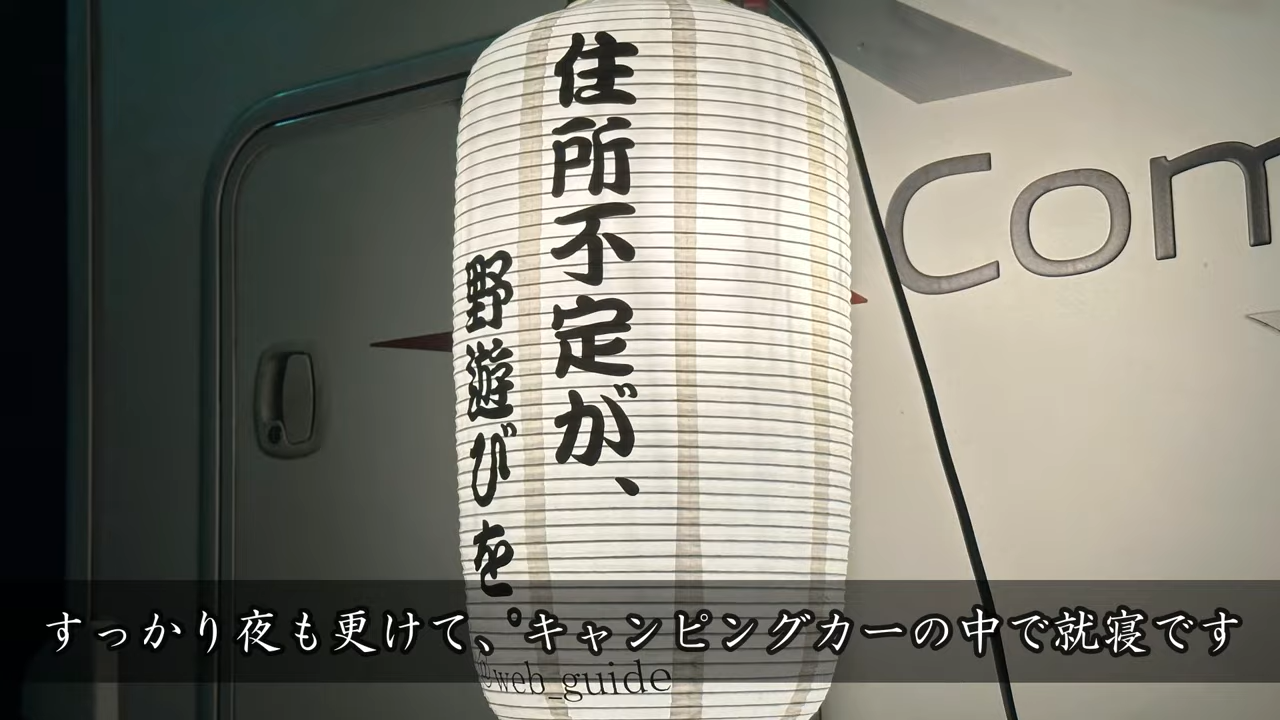 住所不定が、
野遊びを。
@web_guide
Com
すっかり夜も更けて、キャンピングカーの中で就寝です